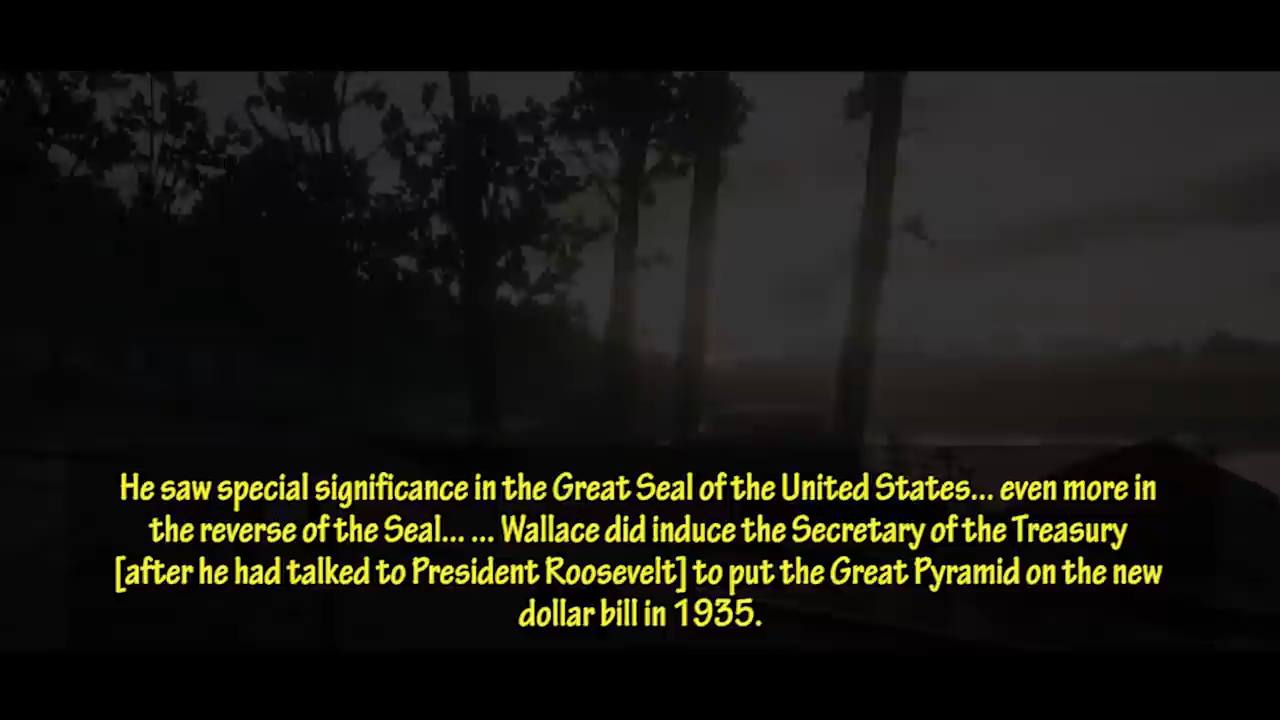 He saw special significance in the Great Seal of the United States... even more in
the reverse of the Seal... ... Wallace did induce the Secretary of the Treasury
[after he had talked to President Roosevelt] to put the Great Pyramid on the new
dollar bill in 1935.